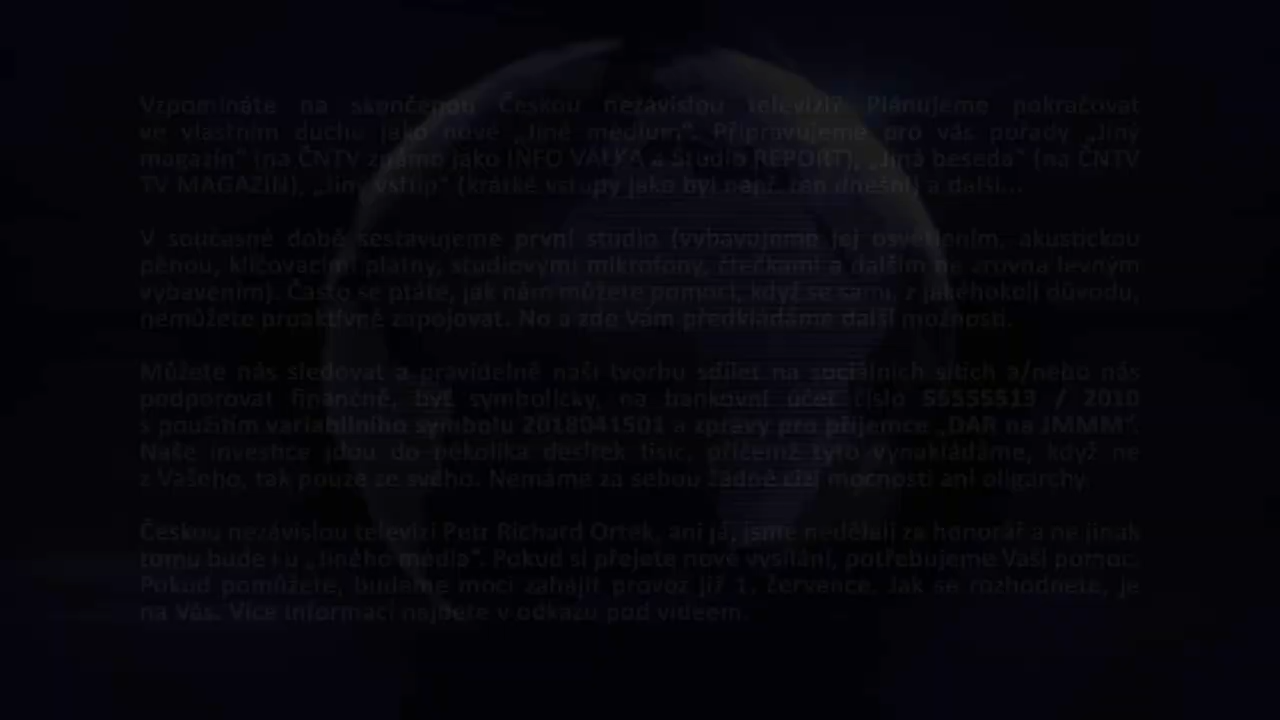 Vzpomínáte na skončenou Českou nezávislou televizi? Plánujeme pokračovat
ve vlastním duchu jako nové „Jiné médium“. Připravujeme pro vás pořady „Jiný
magazín“ (na ČNTV známo jako INFO VÁLKA a Studio REPORT), „Jiná beseda“ (na ČNTV
TV MAGAZÍN), „Jiný vstup“ (krátké vstupy jako byl např. ten dnešní) a další...
V současné době sestavujeme první studio (vybavujeme jej osvětlením, akustickou
pěnou, klíčovacími plátny, studiovými mikrofony, čtečkami a dalším ne zrovna levným
vybavením). Často se ptáte, jak nám můžete pomoct, když se sami, z jakéhokoli důvodu,
nemůžete proaktivně zapojovat. No a zde Vám předkládáme další možnosti.
Můžete nás sledovat a pravidelně naši tvorbu sdílet na sociálních sítích a/nebo nás
podporovat finančně, byť symbolicky, na bankovní účet číslo 55555513 / 2010
s použitím variabilního symbolu 2018041501 a zprávy pro příjemce „DAR na JMMM“.
Naše investice jdou do několika desítek tisíc, přičemž tyto vynakládáme, když ne
z Vašeho, tak pouze ze svého. Nemáme za sebou žádné cizí mocnosti ani oligarchy.
Českou nezávislou televizi Petr Richard Ortek, ani já, jsme nedělali za honorář a ne jinak
tomu bude i u „Jiného média“. Pokud si přejete nové vysílání, potřebujeme Vaši pomoc.
Pokud pomůžete, budeme moci zahájit provoz již 1. července. Jak se rozhodnete, je
na Vás. Více informací najdete v odkazu pod videem.